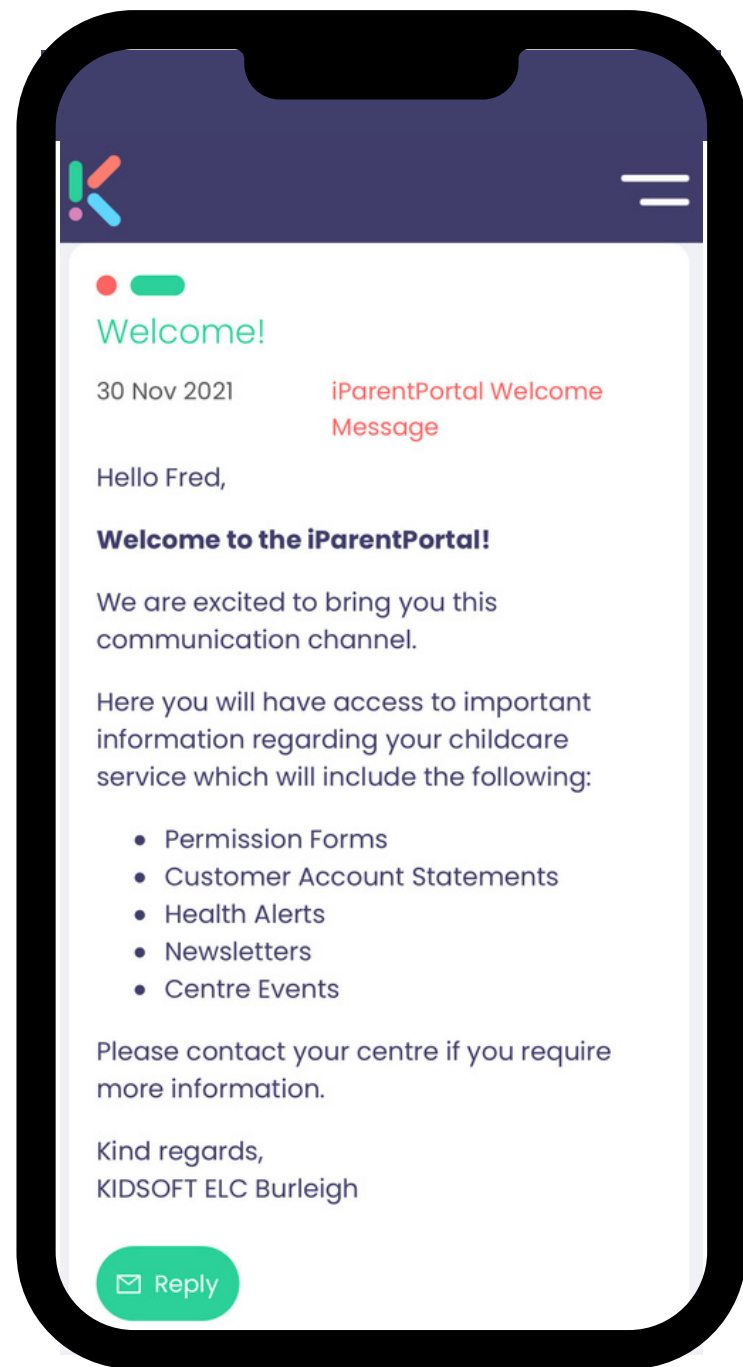 Welcome!
30 Nov 2021
iParentPortal Welcome
Message
Hello Fred,
Welcome to the iParentPortal!
We are excited to bring you this
communication channel.
Here you will have access to important
information regarding your childcare
service which will include the following:
Permission Forms
Customer Account Statements
Health Alerts
Newsletters
Centre Events
Please contact your centre if you require
more information.
Kind regards,
KIDSOFT ELC Burleigh
Reply